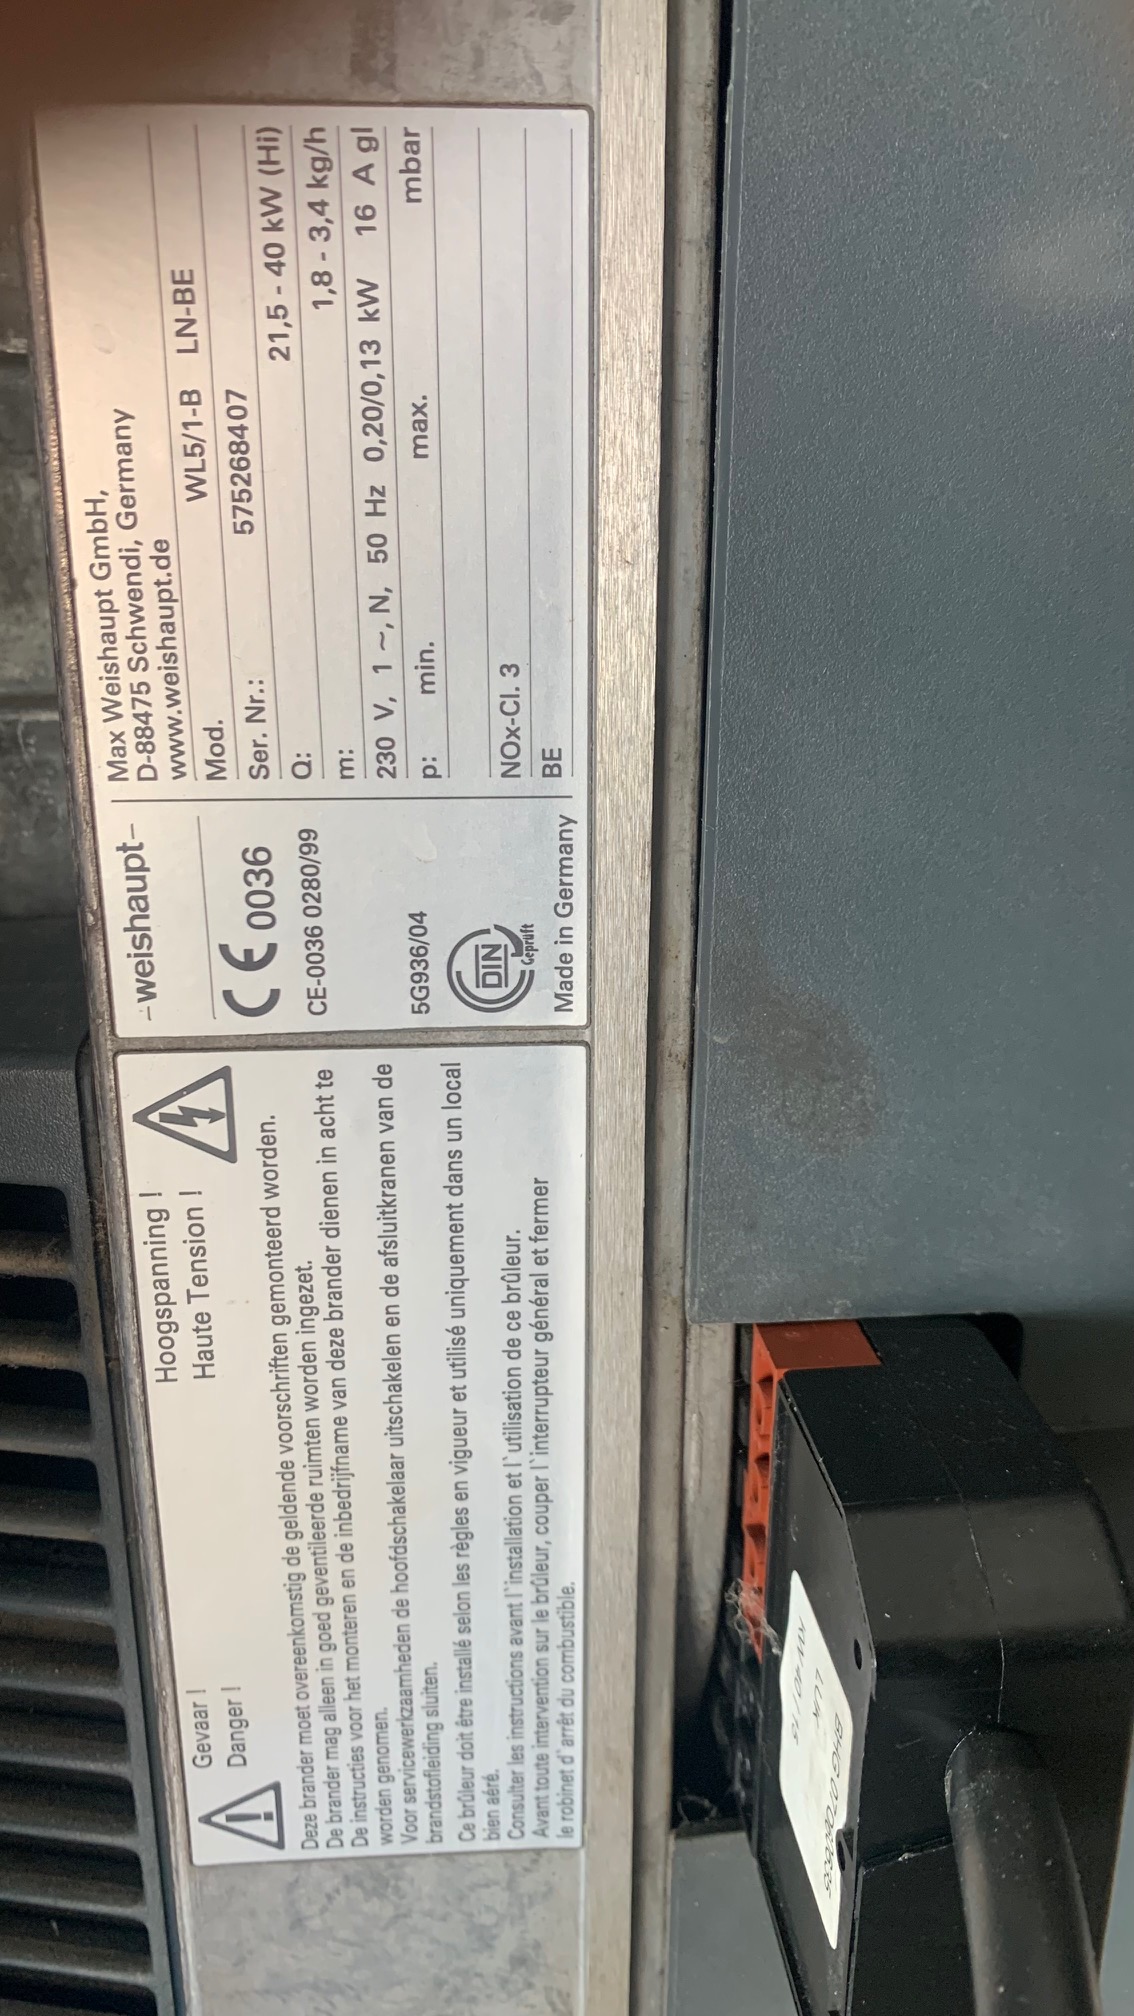 Gevaar !
Danger !
Hoogspanning !
Haute Tension !
Deze brander moet overeenkomstig de geldende voorschriften gemonteerd worden.
De brander mag alleen in goed geventileerde ruimten worden ingezet.
De instructies voor het monteren en de inbedrijfname van deze brander dienen in acht te
worden genomen.
Voor servicewerkzaamheden de hoofdschakelaar uitschakelen en de afsluitkranen van de
brandstofleiding sluiten.
Ce brûleur doit être installé selon les règles en vigueur et utilisé uniquement dans un local
bien aéré.
Consulter les instructions avant l`installation et l`utilisation de ce brûleur.
Avant toute intervention sur le brûleur, couper l`interrupteur général et fermer
le robinet d`arrêt du combustible.
-weishaupt-
CE 0036
CE-0036 0280/99
5G936/04
DIN
Geprüft
Made in Germany
Max Weishaupt GmbH,
D-88475 Schwendi, Germany
www.weishaupt.de
Mod. WL5/1-B LN-BE
Ser. Nr.: 575268407
Q: 21,5 - 40 kW (Hi)
m: 1,8 - 3,4 kg/h
230 V, 1 ~, N, 50 Hz 0,20/0,13 kW 16 A gl
p: min. max. mbar
NOx-Cl. 3
BE
LUK
KW 40 / 15